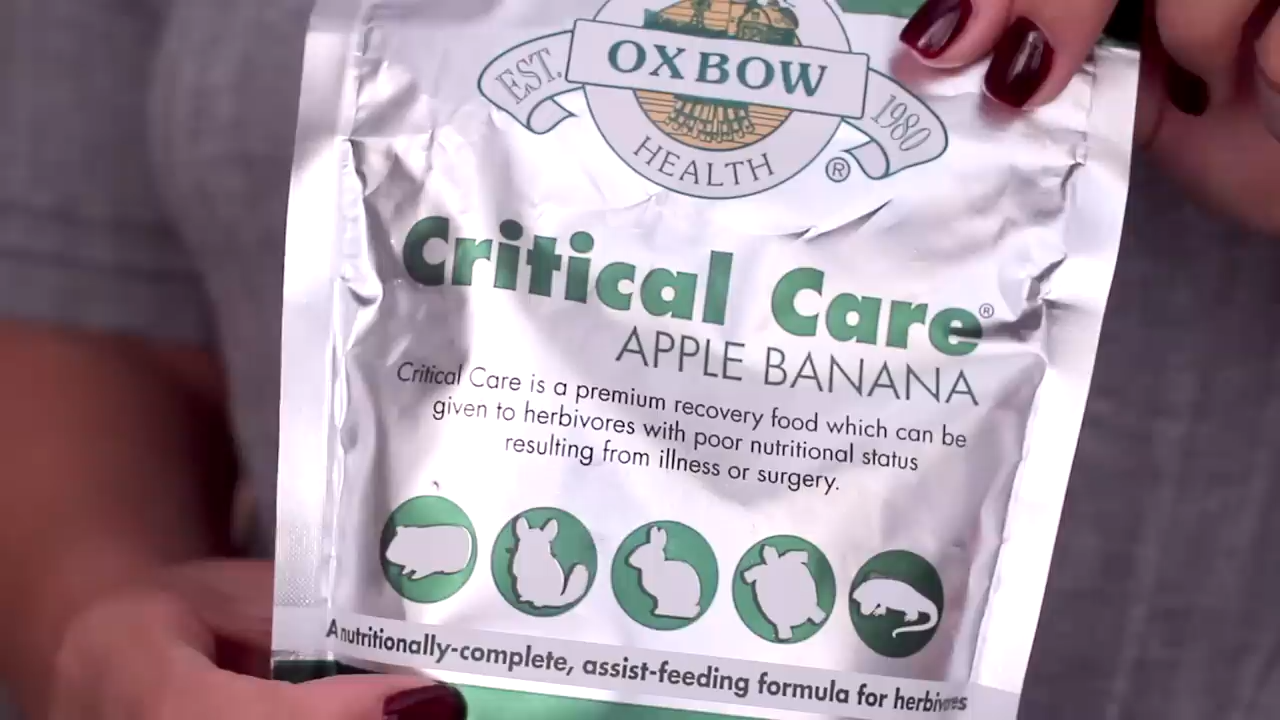 EST. OXBOW 1980
HEALTH ®
Critical Care®
APPLE BANANA
Critical Care is a premium recovery food which can be
given to herbivores with poor nutritional status
resulting from illness or surgery.
A nutritionally-complete, assist-feeding formula for herbivores